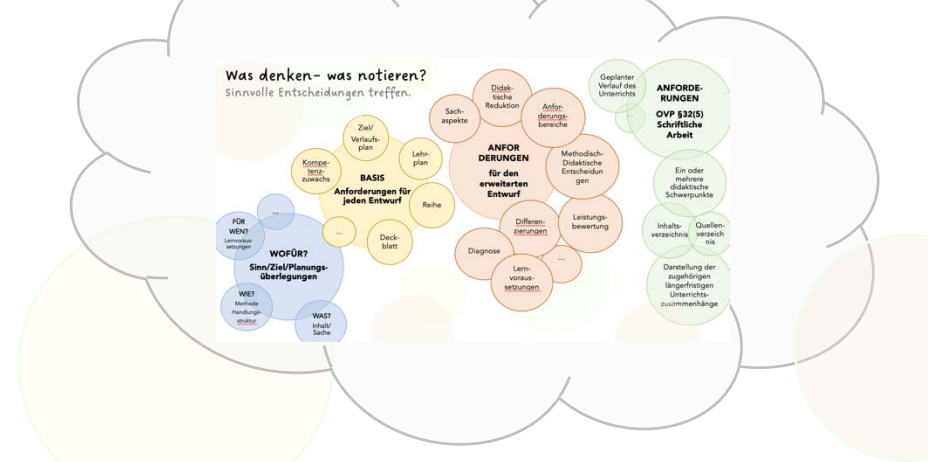 Was denken- was notieren?
Sinnvolle Entscheidungen treffen.
...
FÜR
WEN?
Lernvoraus-
setzungen
WOFÜR?
Sinn/Ziel/Planungs-
überlegungen
WIE?
Methode
Handlungs-
struktur
WAS?
Inhalt/
Sache
Ziel/
Verlaufs-
plan
Kompe-
tenz-
zuwachs
Lehr-
plan
BASIS
Anforderungen für
jeden Entwurf
Reihe
...
Deck-
blatt
Didak-
tische
Reduktion
Sach-
aspekte
Anfor-
derungs-
bereiche
ANFOR
DERUNGEN
für den
erweiterten
Entwurf
Methodisch-
Didaktische
Entscheidun
gen
Differen-
zierungen
Leistungs-
bewertung
Diagnose
...
Lern-
voraus-
setzungen
Geplanter
Verlauf des
Unterrichts
...
ANFORDE-
RUNGEN
OVP §32(5)
Schriftliche
Arbeit
Ein oder
mehrere
didaktische
Schwerpunkte
Inhalts-
verzeichnis
Quellen-
verzeich
nis
Darstellung der
zugehörigen
längerfristigen
Unterrichts-
zusammenhänge